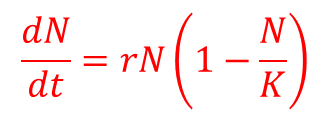 dN/dt = rN(1 − N/K)